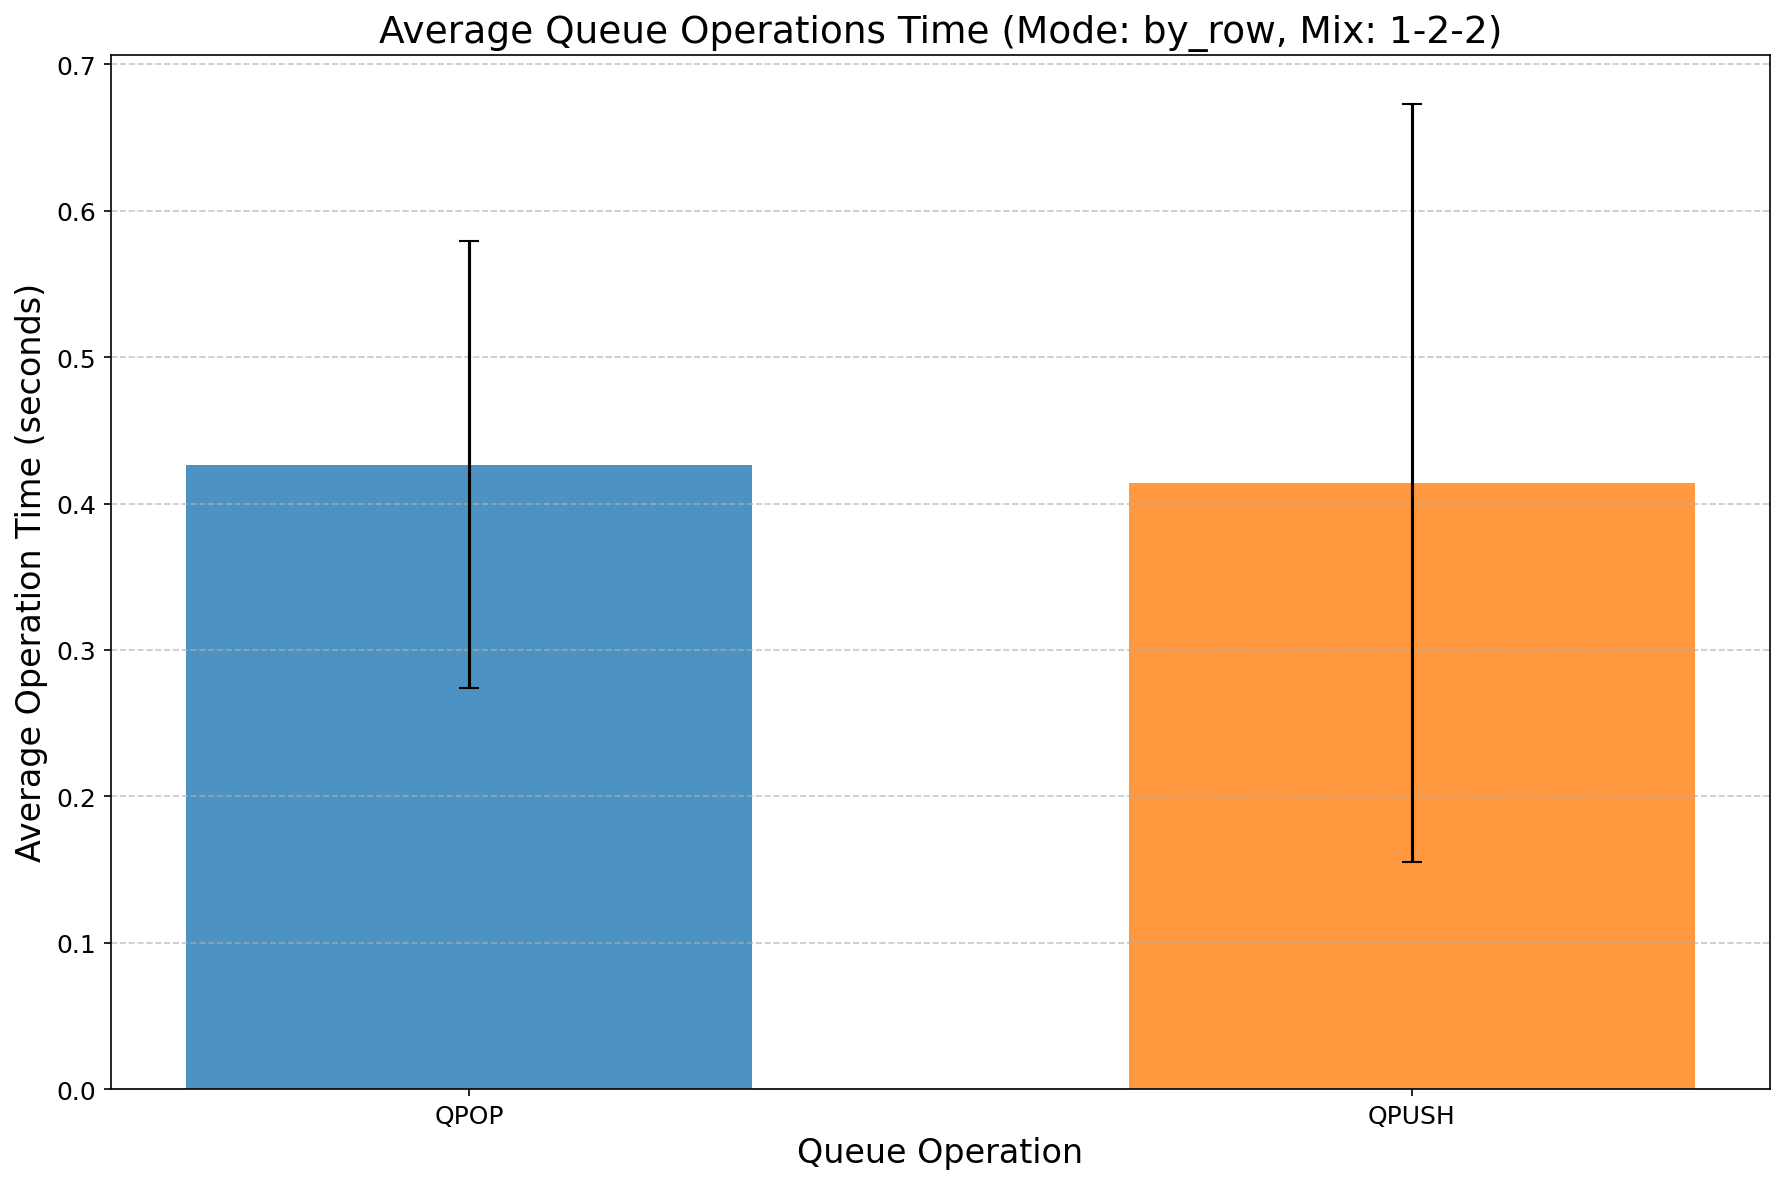 Average Queue Operations Time (Mode: by_row, Mix: 1-2-2)
Average Operation Time (seconds)
0.7
0.6
0.5
0.4
0.3
0.2
0.1
0.0
QPOP QPUSH
Queue Operation